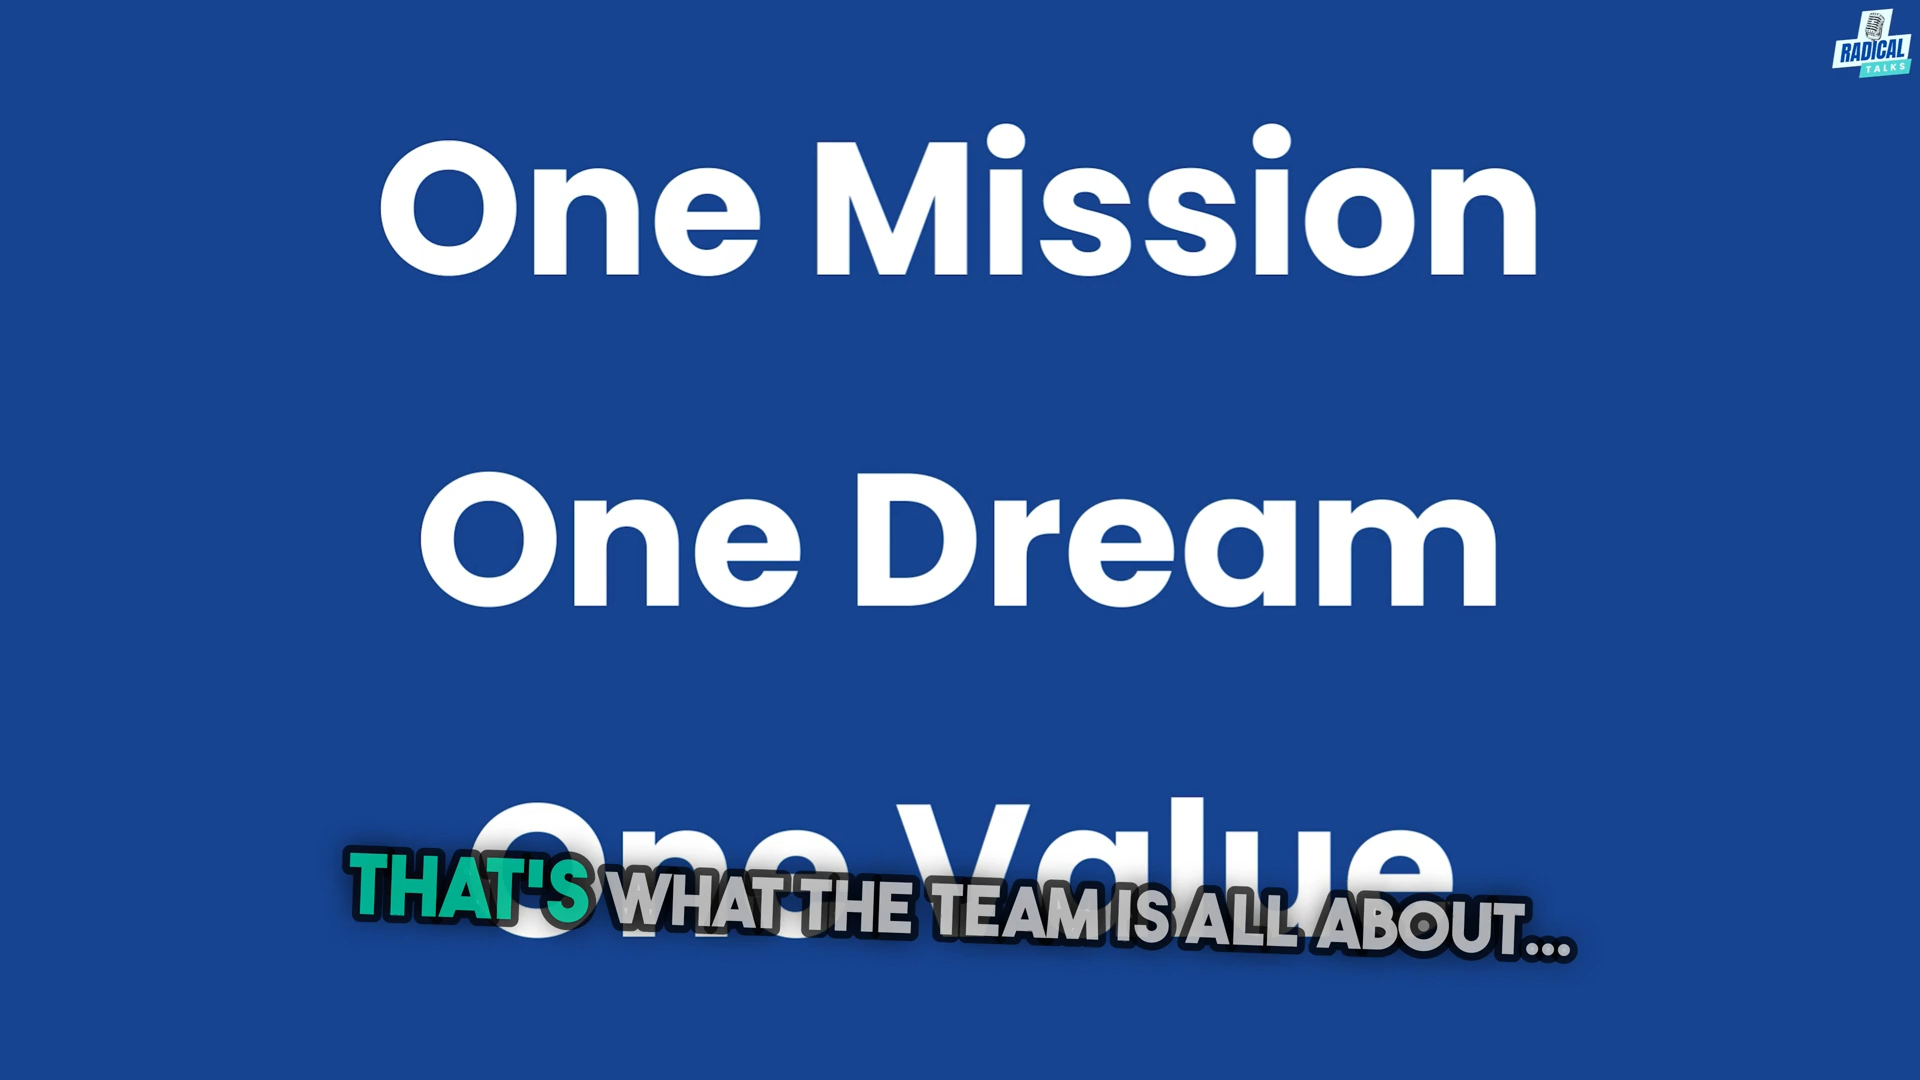 RADICAL
TALKS
One Mission
One Dream
One Value
THAT'S WHAT THE TEAM IS ALL ABOUT...